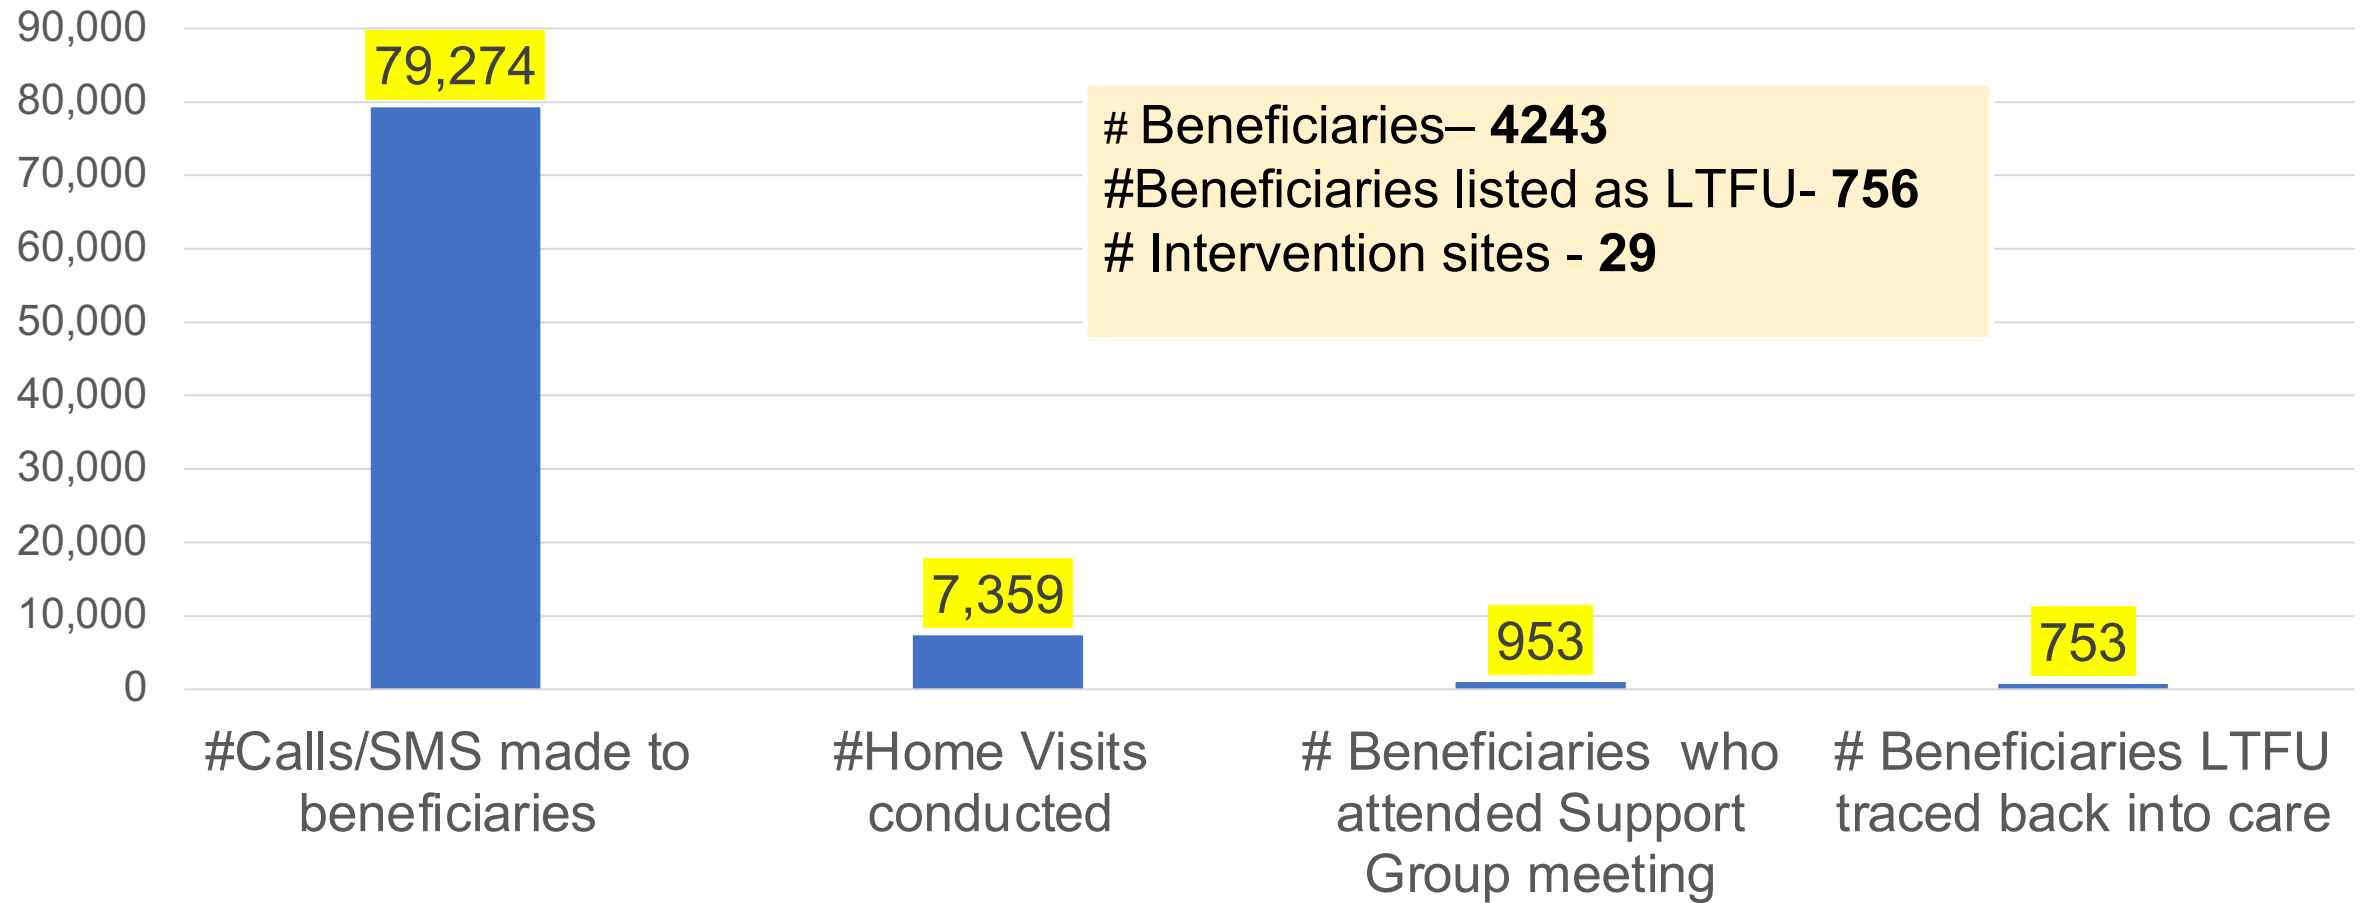 90,000
80,000
70,000
60,000
50,000
40,000
30,000
20,000
10,000
0
79,274
7,359
953
753
# Beneficiaries– 4243
#Beneficiaries listed as LTFU- 756
# Intervention sites - 29
#Calls/SMS made to
beneficiaries
#Home Visits
conducted
# Beneficiaries  who
attended Support
Group meeting
# Beneficiaries LTFU
traced back into care